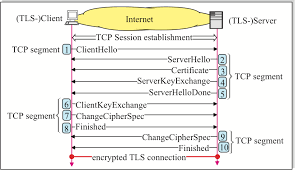 (TLS-)Client Internet (TLS-)Server
TCP Session establishment
TCP segment 1 ClientHello
ServerHello 2
Certificate 3 TCP segment
ServerKeyExchange 4
ServerHelloDone 5
6 ClientKeyExchange
TCP segment 7 ChangeCipherSpec
8 Finished
ChangeCipherSpec 9 TCP segment
Finished 10
encrypted TLS connection